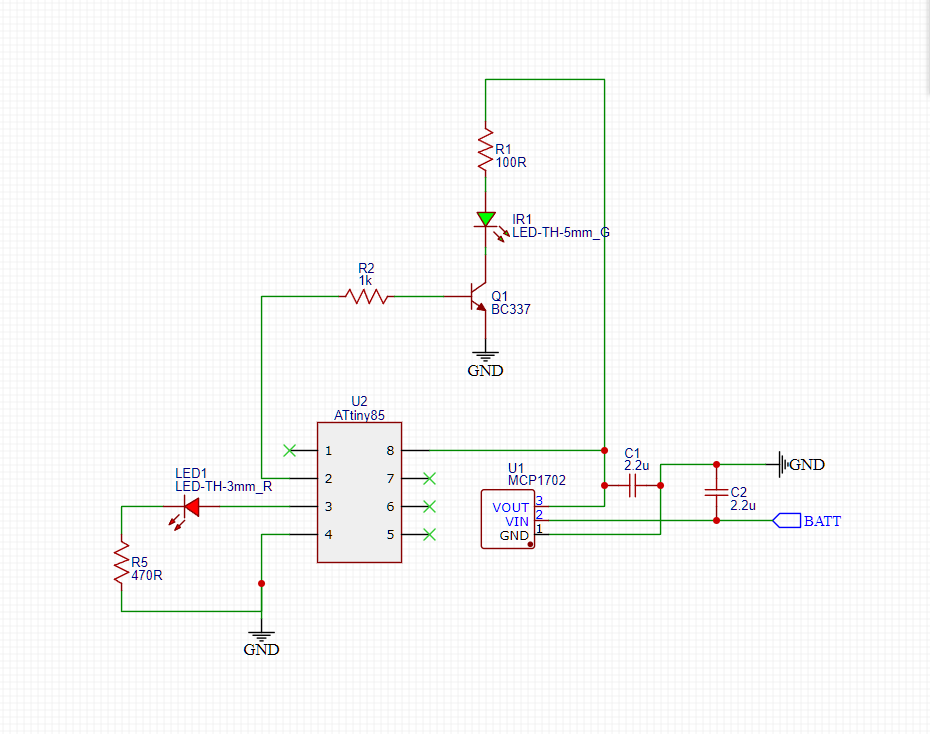 R1
100R
IR1
LED-TH-5mm_G
R2
1k
Q1
BC337
GND
U2
ATtiny85
1
8
2
7
3
6
4
5
LED1
LED-TH-3mm_R
R5
470R
GND
U1
MCP1702
VOUT 3
VIN 2
GND 1
C1
2.2u
C2
2.2u
GND
BATT